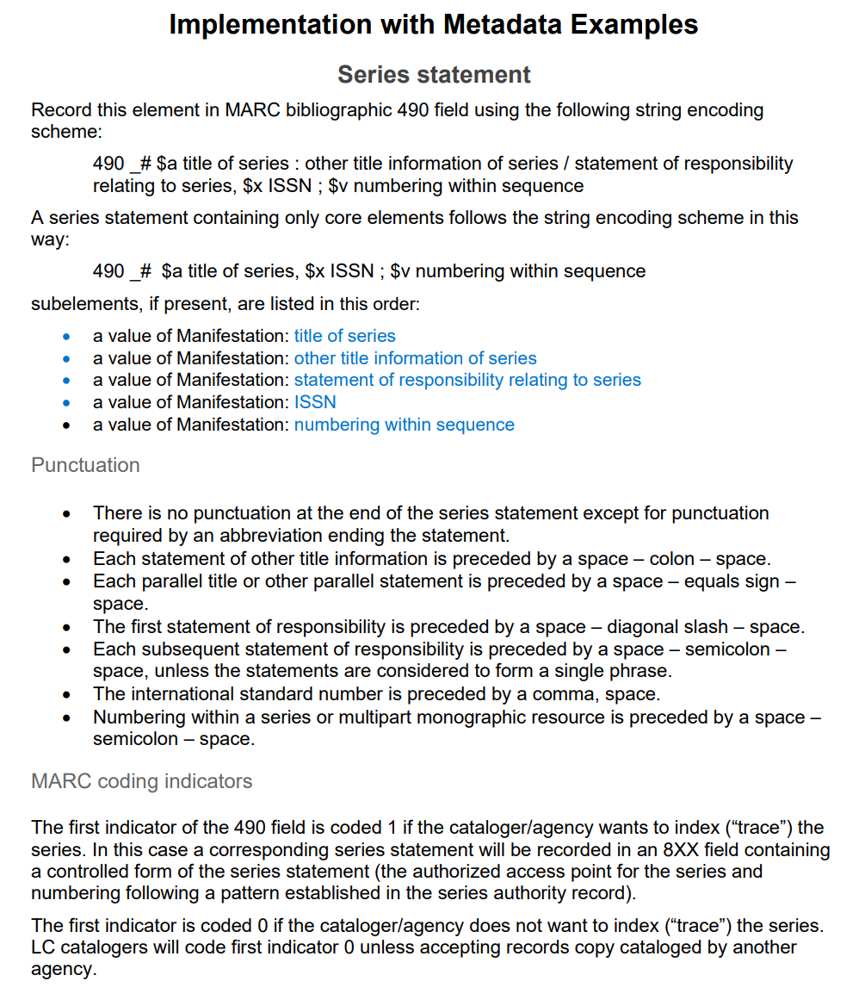 Implementation with Metadata Examples
Series statement
Record this element in MARC bibliographic 490 field using the following string encoding
scheme:
490 _# $a title of series : other title information of series / statement of responsibility
relating to series, $x ISSN ; $v numbering within sequence
A series statement containing only core elements follows the string encoding scheme in this
way:
490 _#  $a title of series, $x ISSN ; $v numbering within sequence
subelements, if present, are listed in this order:
• a value of Manifestation: title of series
• a value of Manifestation: other title information of series
• a value of Manifestation: statement of responsibility relating to series
• a value of Manifestation: ISSN
• a value of Manifestation: numbering within sequence
Punctuation
• There is no punctuation at the end of the series statement except for punctuation
required by an abbreviation ending the statement.
• Each statement of other title information is preceded by a space – colon – space.
• Each parallel title or other parallel statement is preceded by a space – equals sign –
space.
• The first statement of responsibility is preceded by a space – diagonal slash – space.
• Each subsequent statement of responsibility is preceded by a space – semicolon –
space, unless the statements are considered to form a single phrase.
• The international standard number is preceded by a comma, space.
• Numbering within a series or multipart monographic resource is preceded by a space –
semicolon – space.
MARC coding indicators
The first indicator of the 490 field is coded 1 if the cataloger/agency wants to index (“trace”) the
series. In this case a corresponding series statement will be recorded in an 8XX field containing
a controlled form of the series statement (the authorized access point for the series and
numbering following a pattern established in the series authority record).
The first indicator is coded 0 if the cataloger/agency does not want to index (“trace”) the series.
LC catalogers will code first indicator 0 unless accepting records copy cataloged by another
agency.